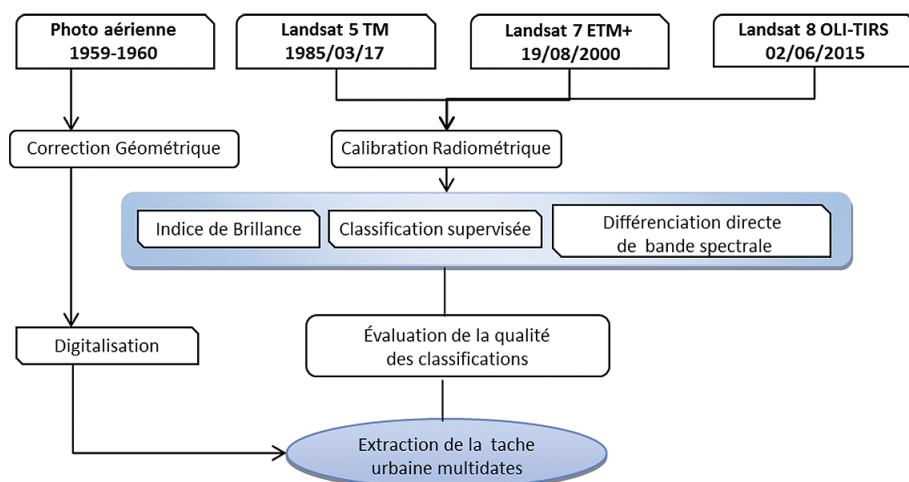 Photo aérienne
1959-1960
Landsat 5 TM
1985/03/17
Landsat 7 ETM+
19/08/2000
Landsat 8 OLI-TIRS
02/06/2015
Correction Géométrique
Calibration Radiométrique
Indice de Brillance
Classification supervisée
Différenciation directe
de bande spectrale
Digitalisation
Évaluation de la qualité
des classifications
Extraction de la tache
urbaine multidates